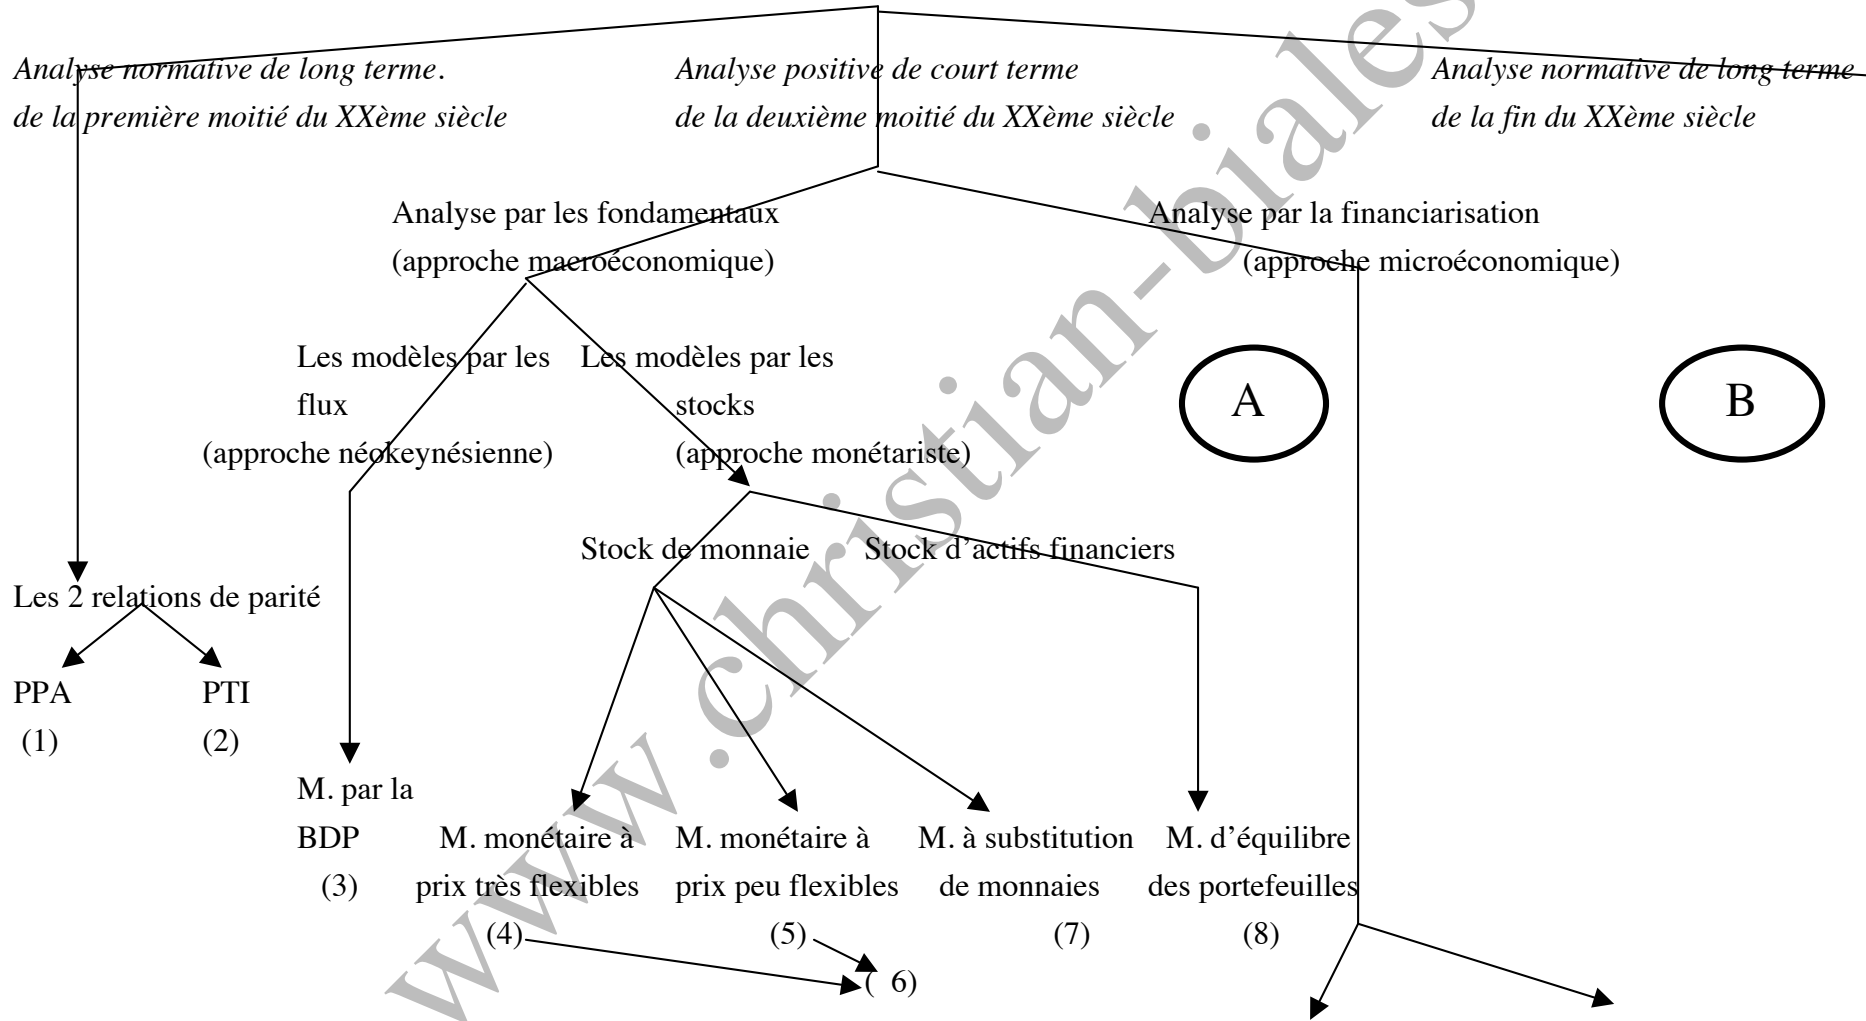 Analyse normative de long terme.
de la première moitié du XXème siècle
Analyse positive de court terme
de la deuxième moitié du XXème siècle
Analyse normative de long terme
de la fin du XXème siècle
Analyse par les fondamentaux
(approche macroéconomique)
Analyse par la financiarisation
(approche microéconomique)
Les modèles par les
flux
(approche néokeynésienne)
Les modèles par les
stocks
(approche monétariste)
A
B
Stock de monnaie
Stock d’actifs financiers
Les 2 relations de parité
PPA
(1)
PTI
(2)
M. par la
BDP
(3)
M. monétaire à
prix très flexibles
(4)
M. monétaire à
prix peu flexibles
(5)
( 6)
M. à substitution
de monnaies
(7)
M. d’équilibre
des portefeuilles
(8)
www.christian-biales